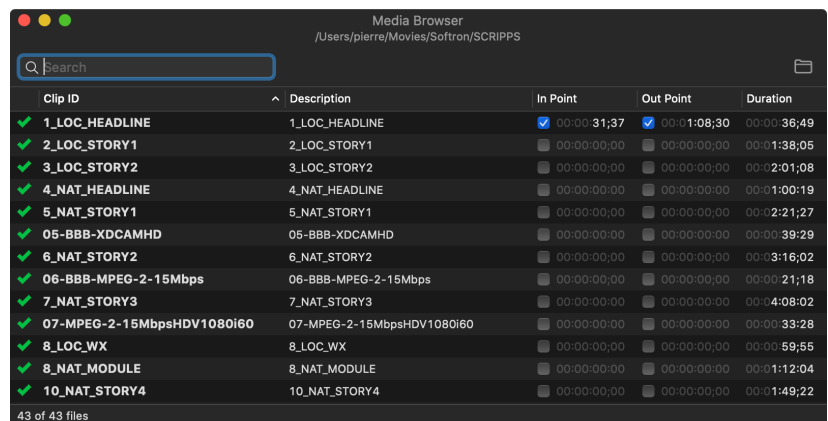 Media Browser
/Users/pierre/Movies/Softron/SCRIPPS
Search
Clip ID Description In Point Out Point Duration
1_LOC_HEADLINE 1_LOC_HEADLINE 00:00:31;37 00:01:08;30 00:00:36;49
2_LOC_STORY1 2_LOC_STORY1 00:00:00;00 00:00:00;00 00:01:38;05
3_LOC_STORY2 3_LOC_STORY2 00:00:00;00 00:00:00;00 00:02:01;08
4_NAT_HEADLINE 4_NAT_HEADLINE 00:00:00;00 00:00:00;00 00:01:00:19
5_NAT_STORY1 5_NAT_STORY1 00:00:00;00 00:00:00;00 00:02:21;27
05-BBB-XDCAMHD 05-BBB-XDCAMHD 00:00:00:00 00:00:00:00 00:00:39:29
6_NAT_STORY2 6_NAT_STORY2 00:00:00;00 00:00:00;00 00:03:16;02
06-BBB-MPEG-2-15Mbps 06-BBB-MPEG-2-15Mbps 00:00:00;00 00:00:00;00 00:00:21;18
7_NAT_STORY3 7_NAT_STORY3 00:00:00:00 00:00:00:00 00:04:08:02
07-MPEG-2-15MbpsHDV1080i60 07-MPEG-2-15MbpsHDV1080i60 00:00:00:00 00:00:00:00 00:00:33:28
8_LOC_WX 8_LOC_WX 00:00:00;00 00:00:00;00 00:00:59;55
8_NAT_MODULE 8_NAT_MODULE 00:00:00;00 00:00:00;00 00:01:12:04
10_NAT_STORY4 10_NAT_STORY4 00:00:00;00 00:00:00;00 00:01:49;22
43 of 43 files